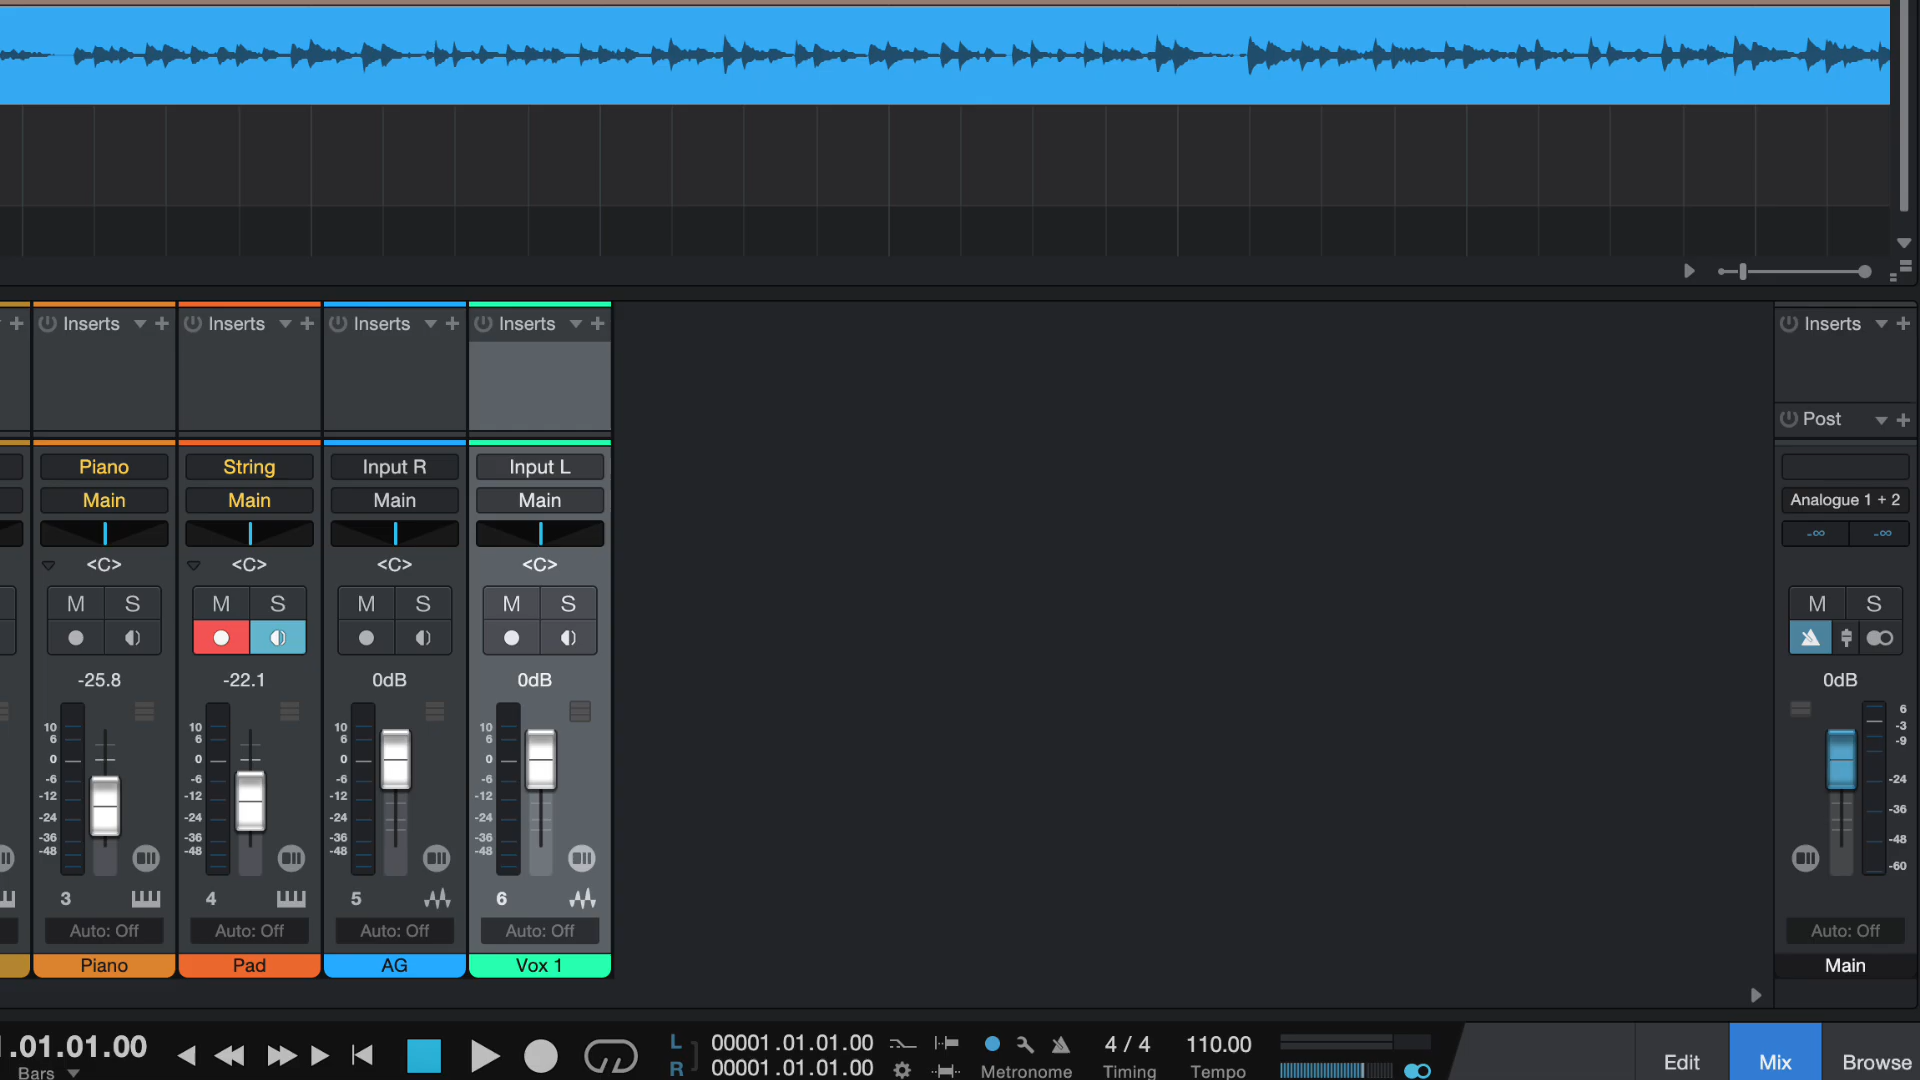 Inserts Inserts Inserts Inserts Inserts
Post
Piano String Input R Input L
Main Main Main Main Analogue 1 + 2
-∞ -∞
<C> <C> <C> <C>
M S M S M S M S M S
-25.8 -22.1 0dB 0dB 0dB
10 10 10 10 6
6 6 6 6 -3
0 0 0 0 -9
-6 -6 -6 -6
-12 -12 -12 -12 -24
-24 -24 -24 -24 -36
-36 -36 -36 -36 -48
-48 -48 -48 -48 -60
3 4 5 6
Auto: Off Auto: Off Auto: Off Auto: Off Auto: Off
Piano Pad AG Vox 1 Main
.01.01.00 L 00001.01.01.00 4 / 4 110.00
Bars R 00001.01.01.00 Metronome Timing Tempo Edit Mix Browse